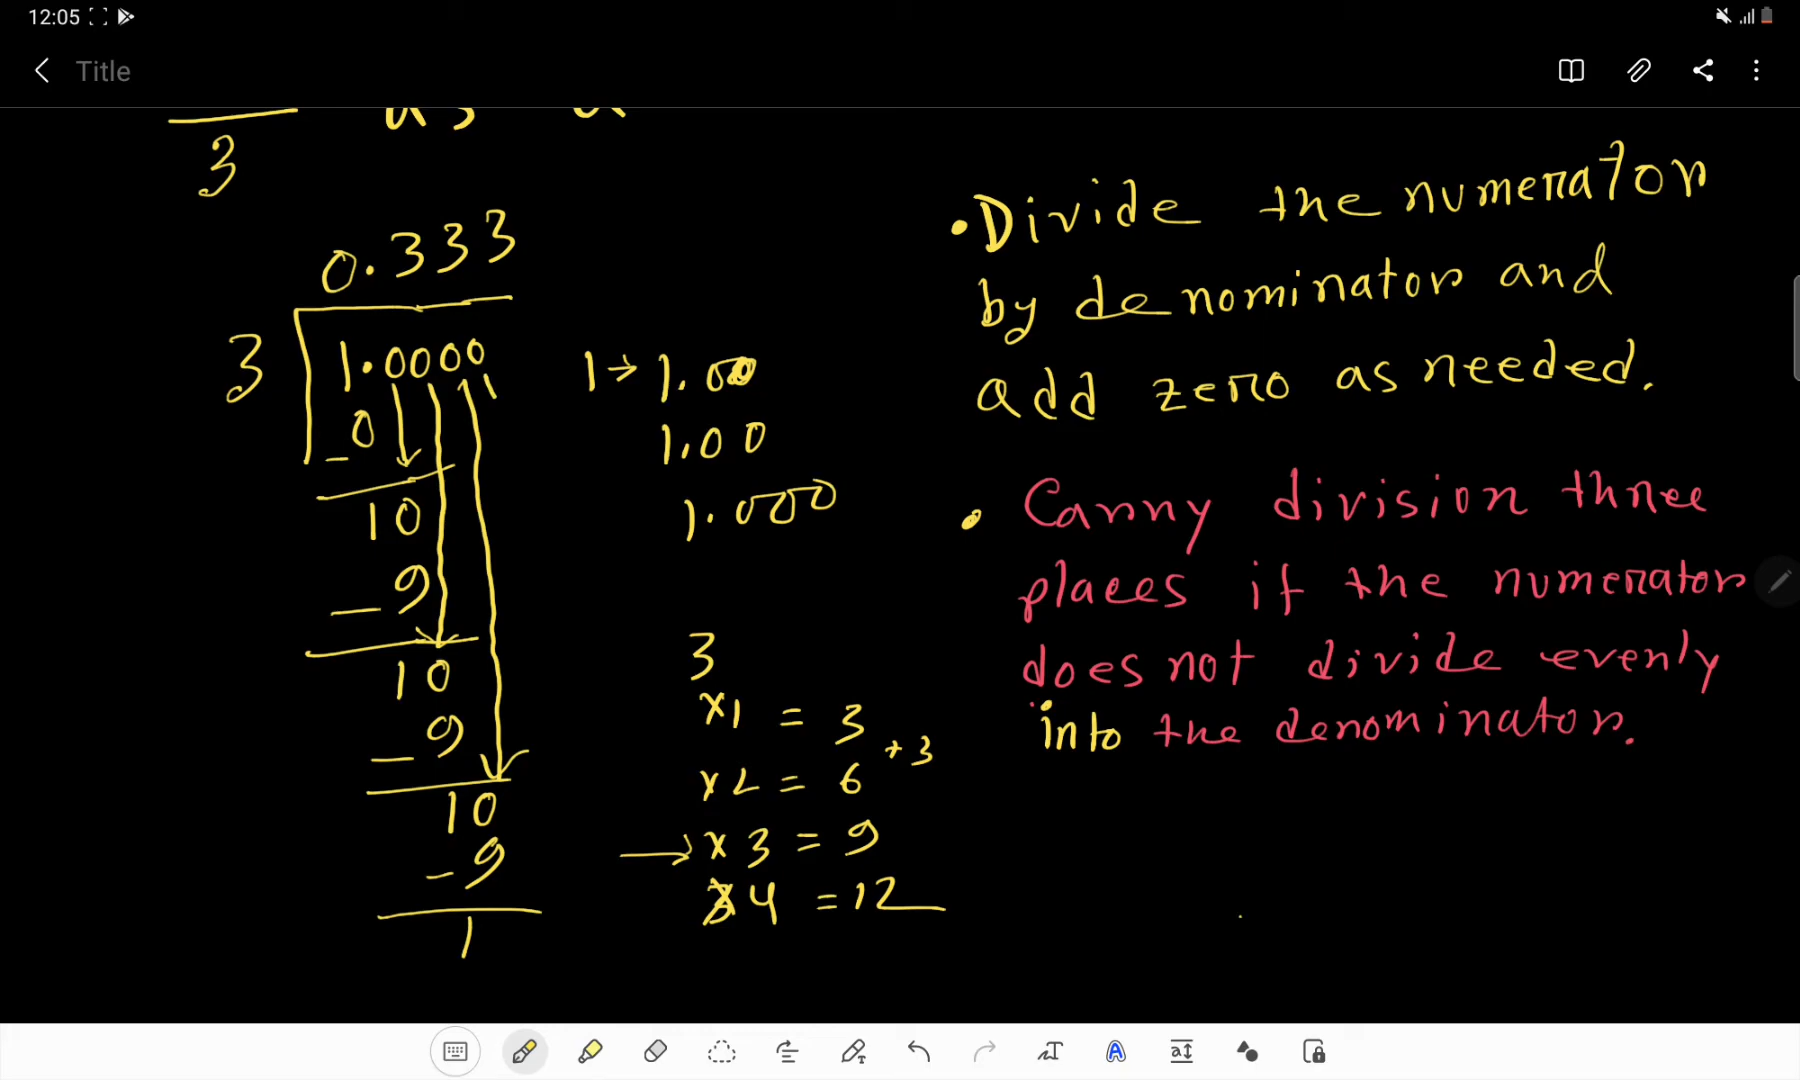 12:05
Title
as a
3
0.333
3 1.0000
-0
10
-9
10
-9
10
-9
1
1 → 1.00
1.00
1.000
3
x1 = 3
+3
x2 = 6
→ x3 = 9
x4 = 12
• Divide the numerator
by denominator and
add zero as needed.
• Carry division three
places if the numerator
does not divide evenly
into the denominator.